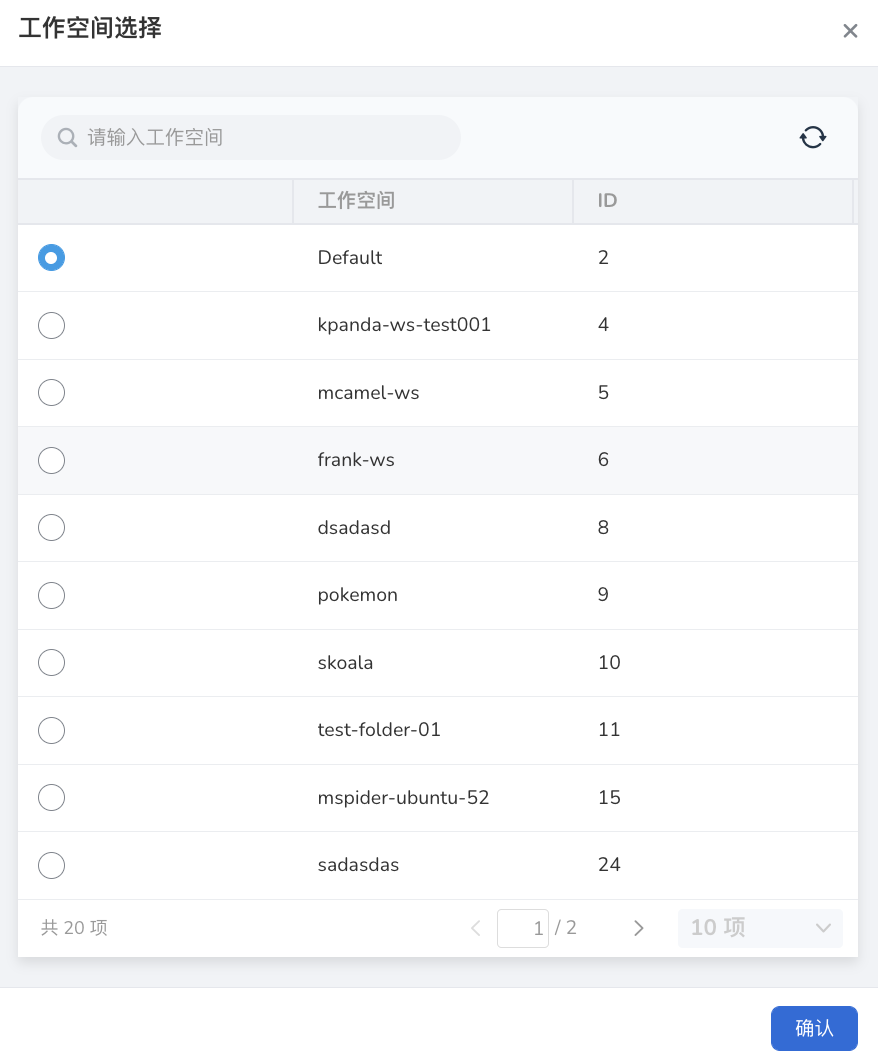 工作空间选择
请输入工作空间
工作空间 ID
Default 2
kpanda-ws-test001 4
mcamel-ws 5
frank-ws 6
dsadasd 8
pokemon 9
skoala 10
test-folder-01 11
mspider-ubuntu-52 15
sadasdas 24
共 20 项 1 / 2 10 项
确认